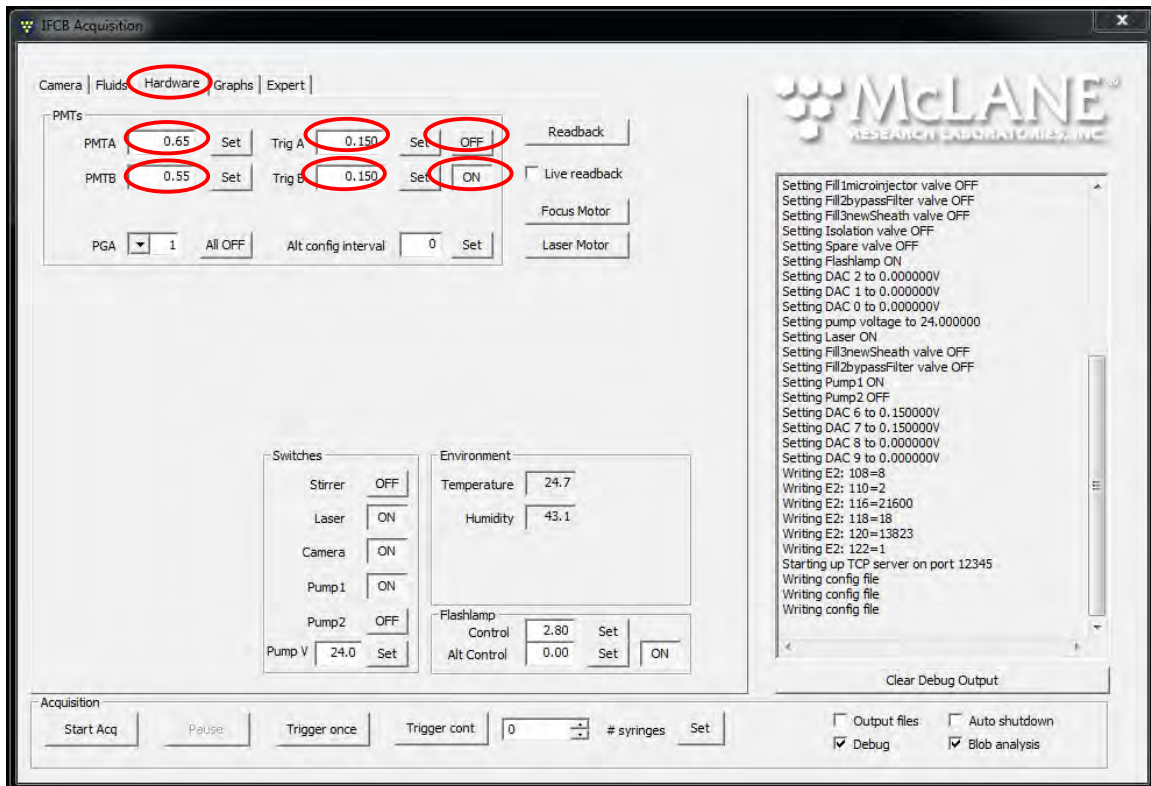 IFCB Acquisition
X
Camera Fluids Hardware Graphs Expert
PMTs
PMTA 0.65 Set Trig A 0.150 Set OFF Readback
PMTB 0.55 Set Trig B 0.150 Set ON Live readback
Focus Motor
PGA 1 All OFF Alt config interval 0 Set Laser Motor
Switches
Stirrer OFF
Laser ON
Camera ON
Pump1 ON
Pump2 OFF
Pump V 24.0 Set
Environment
Temperature 24.7
Humidity 43.1
Flashlamp
Control 2.80 Set
Alt Control 0.00 Set ON
McLANE®
RESEARCH LABORATORIES, INC
Setting Fill1microinjector valve OFF
Setting Fill2bypassFilter valve OFF
Setting Fill3newSheath valve OFF
Setting Isolation valve OFF
Setting Spare valve OFF
Setting Flashlamp ON
Setting DAC 2 to 0.000000V
Setting DAC 1 to 0.000000V
Setting DAC 0 to 0.000000V
Setting pump voltage to 24.000000
Setting Laser ON
Setting Fill3newSheath valve OFF
Setting Fill2bypassFilter valve OFF
Setting Pump1 ON
Setting Pump2 OFF
Setting DAC 6 to 0.150000V
Setting DAC 7 to 0.150000V
Setting DAC 8 to 0.000000V
Setting DAC 9 to 0.000000V
Writing E2: 108=8
Writing E2: 110=2
Writing E2: 116=21600
Writing E2: 118=18
Writing E2: 120=13823
Writing E2: 122=1
Starting up TCP server on port 12345
Writing config file
Writing config file
Writing config file
Clear Debug Output
Acquisition
Start Acq Pause Trigger once Trigger cont 0 # syringes Set
Output files Auto shutdown
Debug Blob analysis